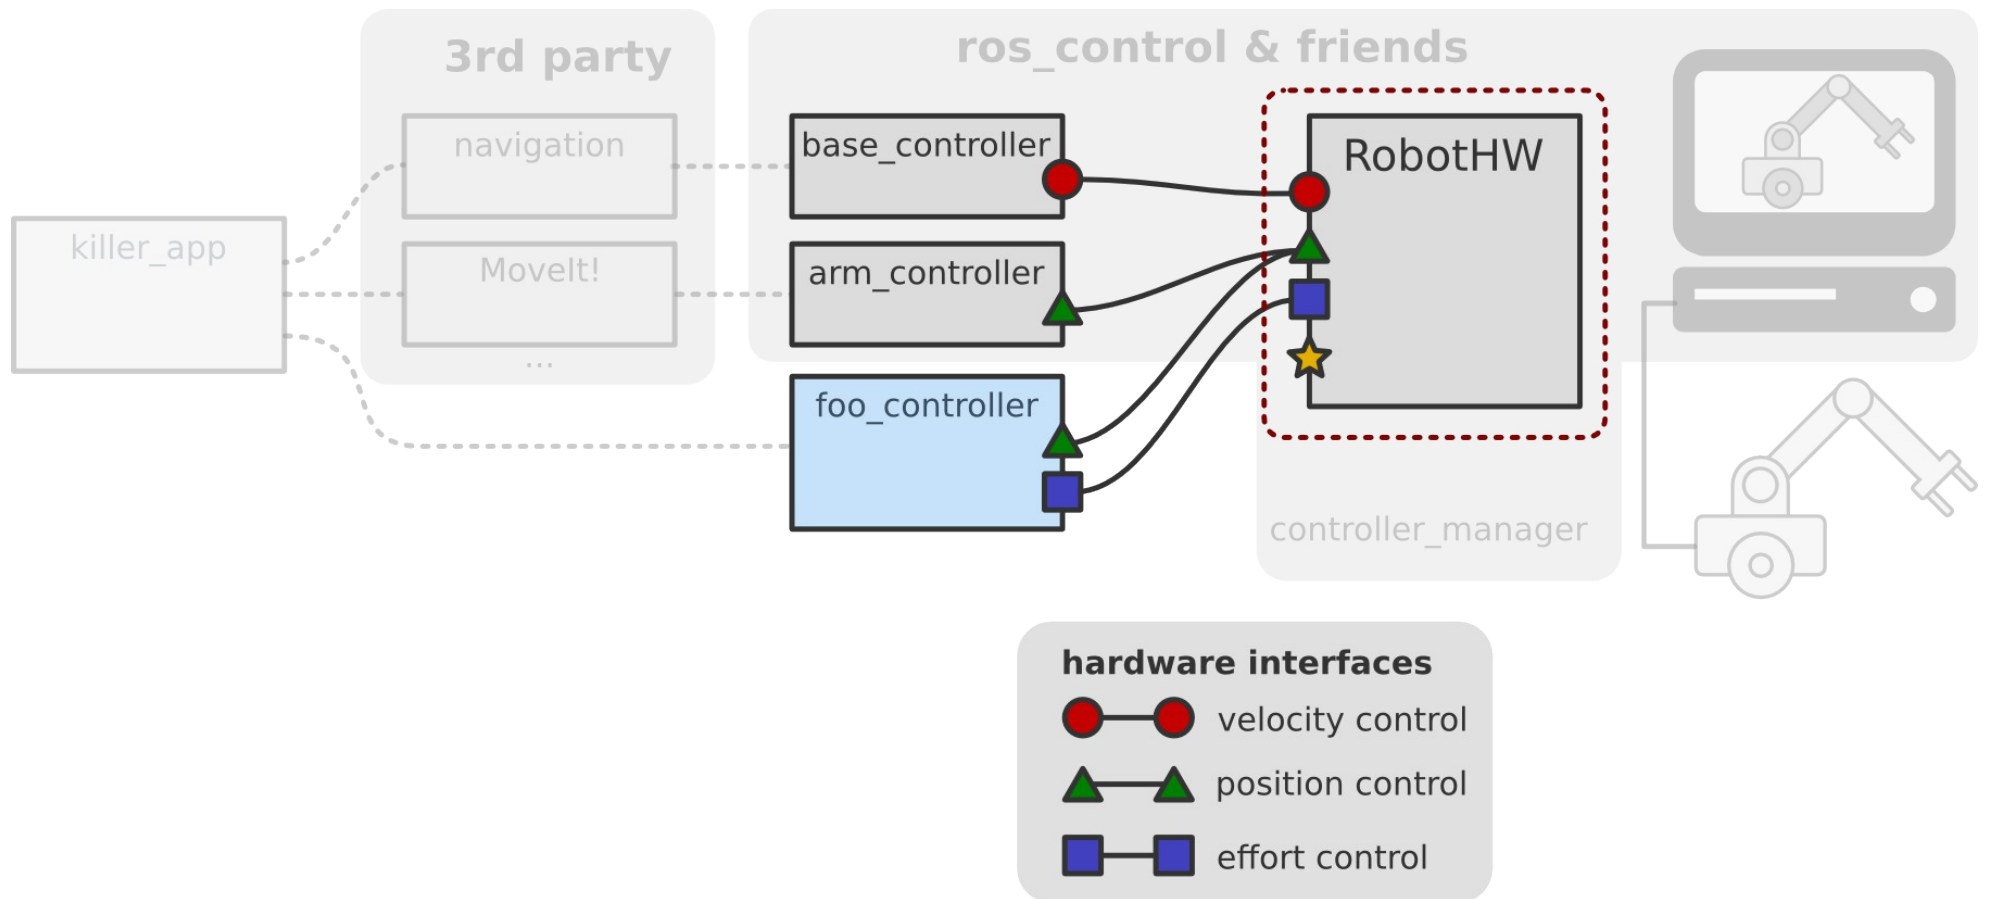 3rd party
ros_control & friends
navigation
base_controller
RobotHW
killer_app
MoveIt!
arm_controller
...
foo_controller
controller_manager
hardware interfaces
velocity control
position control
effort control